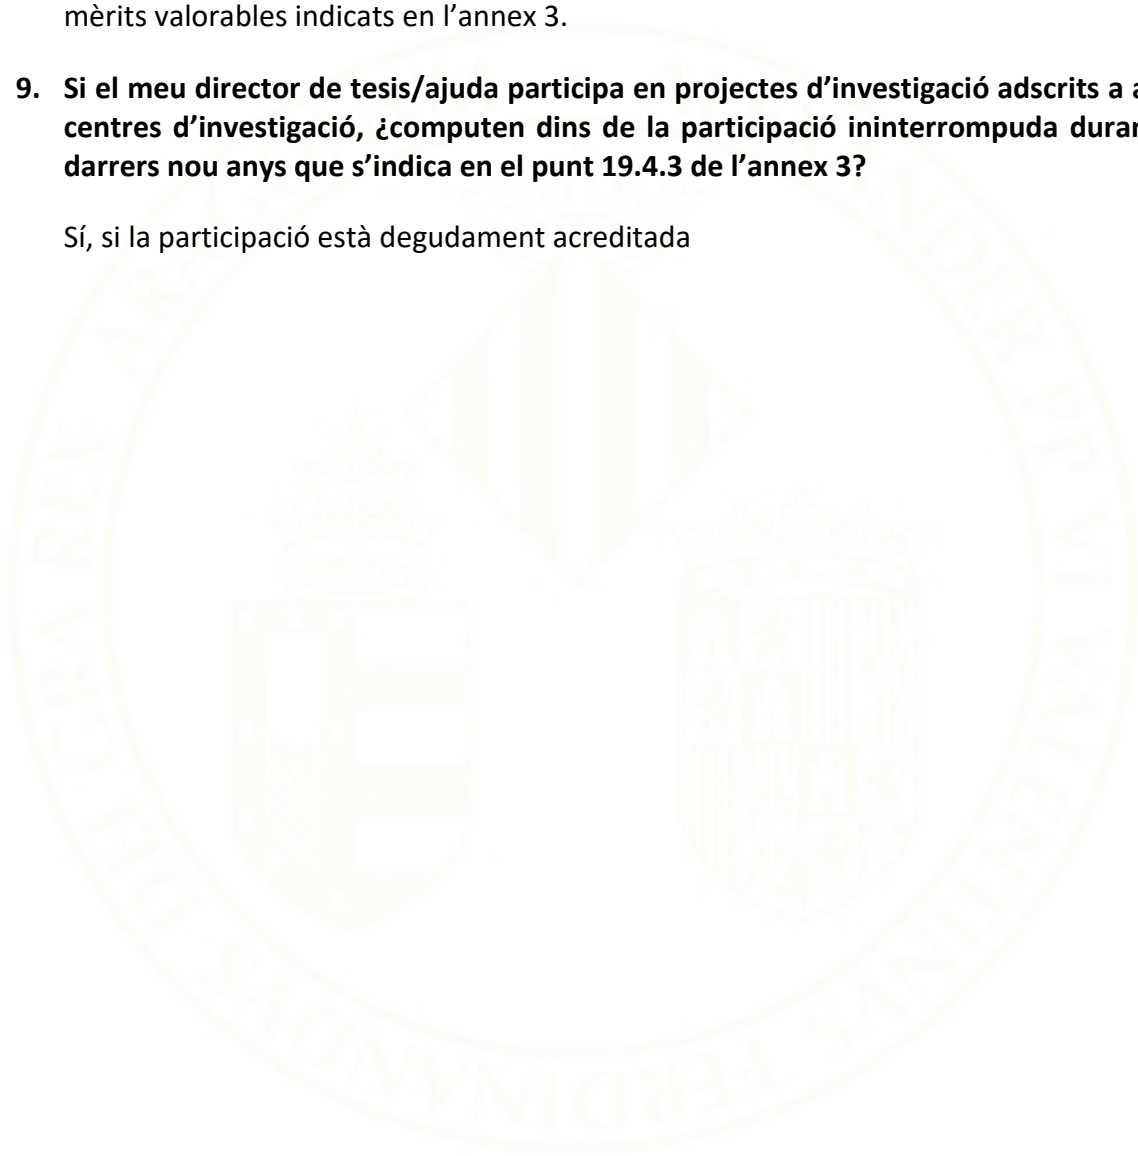 mèrits valorables indicats en l’annex 3.
9. Si el meu director de tesis/ajuda participa en projectes d’investigació adscrits a
centres d’investigació, ¿computen dins de la participació ininterrompuda
darrers nou anys que s’indica en el punt 19.4.3 de l’annex 3?
Sí, si la participació està degudament acreditada